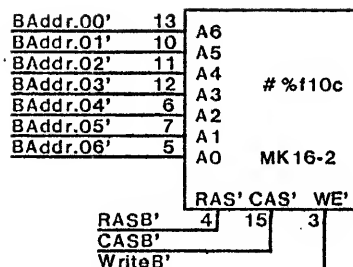 BAddr.00' 13 A6
BAddr.01' 10 A5
BAddr.02' 11 A4
BAddr.03' 12 A3
BAddr.04' 6 A2
BAddr.05' 7 A1
BAddr.06' 5 A0
# %f10c
MK16-2
RAS' CAS' WE'
RASB' 4 15 3
CASB'
WriteB'